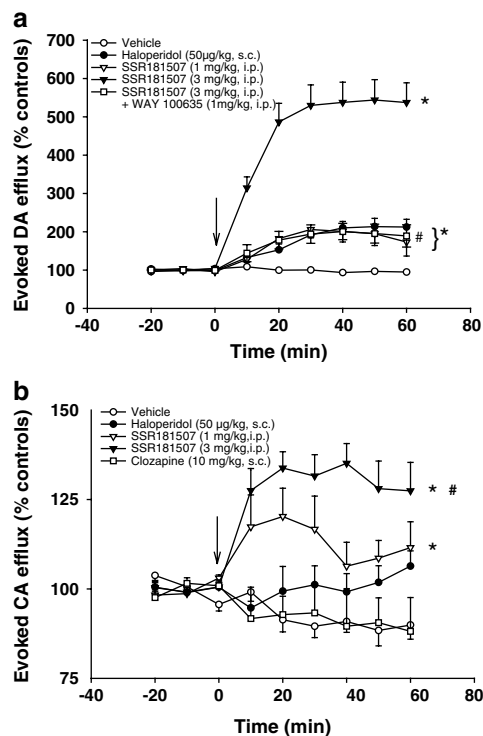 a
700
600
500
400
300
200
100
0
Evoked DA efflux (% controls)
Vehicle
Haloperidol (50µg/kg, s.c.)
SSR181507 (1 mg/kg, i.p.)
SSR181507 (3 mg/kg, i.p.)
SSR181507 (3 mg/kg, i.p.)
+ WAY 100635 (1mg/kg, i.p.)
*
# } *
-40 -20 0 20 40 60 80
Time (min)
b
150
125
100
75
Evoked CA efflux (% controls)
Vehicle
Haloperidol (50 µg/kg, s.c.)
SSR181507 (1 mg/kg,i.p.)
SSR181507 (3 mg/kg,i.p.)
Clozapine (10 mg/kg, s.c.)
* #
*
-40 -20 0 20 40 60 80
Time (min)